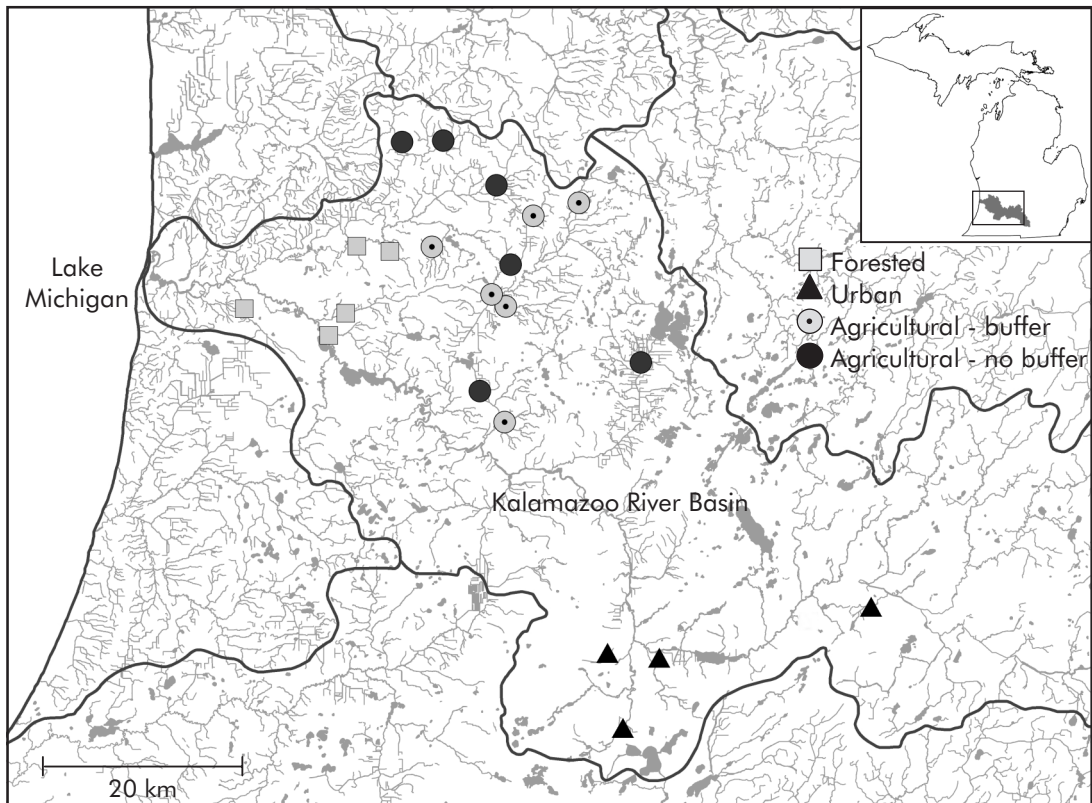 Lake
Michigan
Forested
Urban
Agricultural - buffer
Agricultural - no buffer
Kalamazoo River Basin
20 km